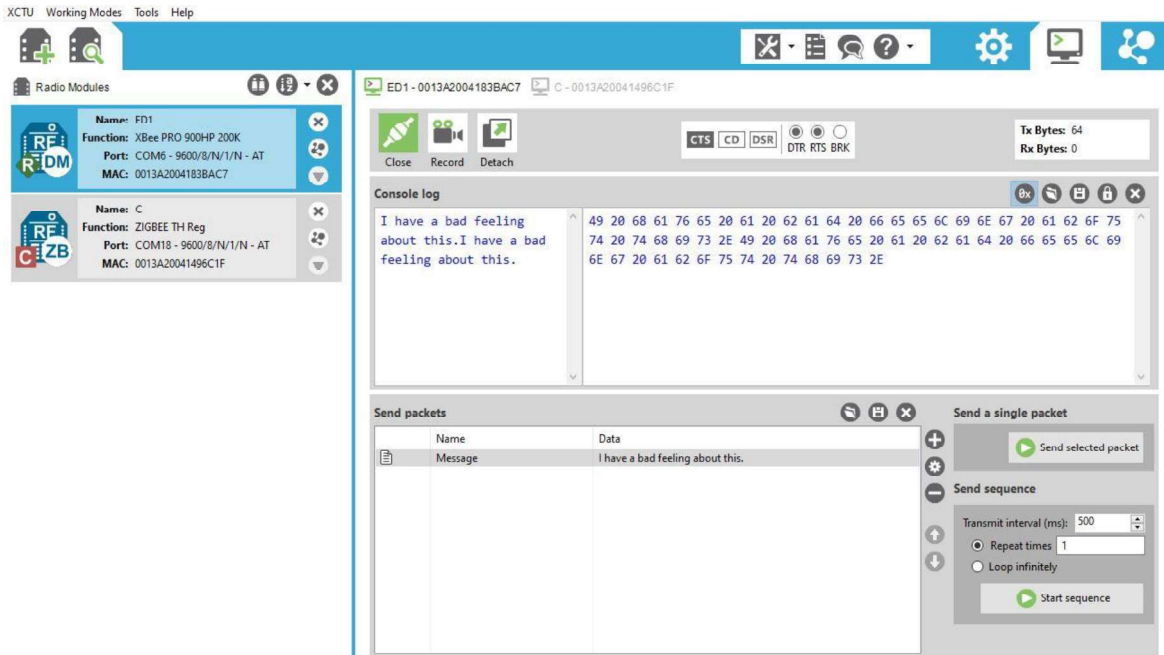 XCTU Working Modes Tools Help
Radio Modules
Name: ED1
Function: XBee PRO 900HP 200K
Port: COM6 - 9600/8/N/1/N - AT
MAC: 0013A2004183BAC7
RF
R DM
Name: C
Function: ZIGBEE TH Reg
Port: COM18 - 9600/8/N/1/N - AT
MAC: 0013A20041496C1F
RF
C ZB
ED1 - 0013A2004183BAC7 C - 0013A20041496C1F
Close Record Detach
CTS CD DSR DTR RTS BRK
Tx Bytes: 64
Rx Bytes: 0
Console log
I have a bad feeling
about this.I have a bad
feeling about this.
49 20 68 61 76 65 20 61 20 62 61 64 20 66 65 65 6C 69 6E 67 20 61 62 6F 75
74 20 74 68 69 73 2E 49 20 68 61 76 65 20 61 20 62 61 64 20 66 65 65 6C 69
6E 67 20 61 62 6F 75 74 20 74 68 69 73 2E
Send packets
Name Data
Message I have a bad feeling about this.
Send a single packet
Send selected packet
Send sequence
Transmit interval (ms): 500
Repeat times 1
Loop infinitely
Start sequence